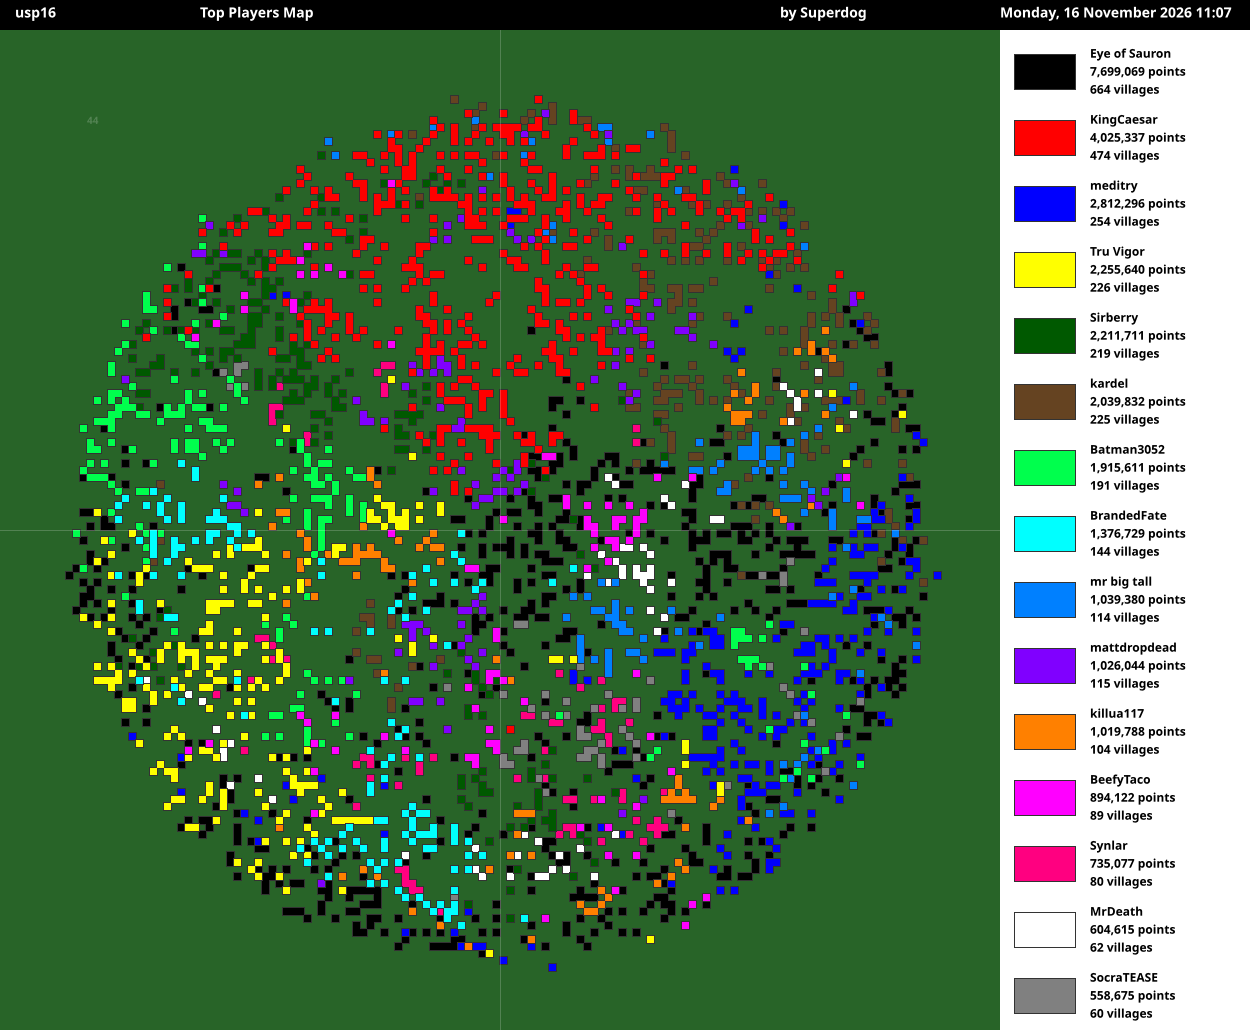 usp16 Top Players Map by Superdog Monday, 16 November 2026 11:07
44
Eye of Sauron
7,699,069 points
664 villages
KingCaesar
4,025,337 points
474 villages
meditry
2,812,296 points
254 villages
Tru Vigor
2,255,640 points
226 villages
Sirberry
2,211,711 points
219 villages
kardel
2,039,832 points
225 villages
Batman3052
1,915,611 points
191 villages
BrandedFate
1,376,729 points
144 villages
mr big tall
1,039,380 points
114 villages
mattdropdead
1,026,044 points
115 villages
killua117
1,019,788 points
104 villages
BeefyTaco
894,122 points
89 villages
Synlar
735,077 points
80 villages
MrDeath
604,615 points
62 villages
SocraTEASE
558,675 points
60 villages